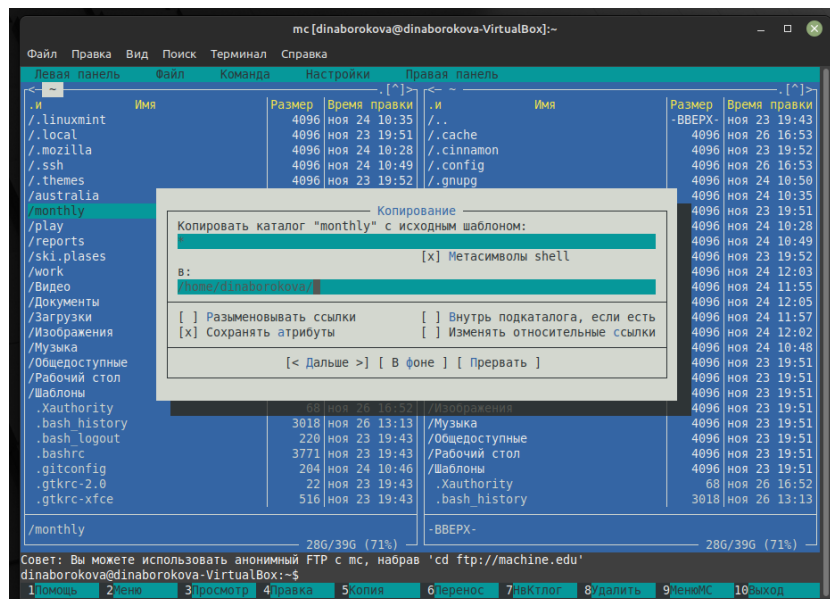 mc [dinaborokova@dinaborokova-VirtualBox]:~
Файл Правка Вид Поиск Терминал Справка
Левая панель Файл Команда Настройки Правая панель
<— ~ .[^]> <— ~ .[^]>
.и Имя Размер Время правки .и Имя Размер Время правки
/.linuxmint 4096 ноя 24 10:35 /.. -ВВЕРХ- ноя 23 19:43
/.local 4096 ноя 23 19:51 /.cache 4096 ноя 26 16:53
/.mozilla 4096 ноя 24 10:28 /.cinnamon 4096 ноя 23 19:52
/.ssh 4096 ноя 24 10:49 /.config 4096 ноя 26 16:53
/.themes 4096 ноя 23 19:52 /.gnupg 4096 ноя 24 10:50
/australia 4096 ноя 24 10:35
/monthly Копирование 4096 ноя 23 19:51
/play Копировать каталог "monthly" с исходным шаблоном: 4096 ноя 24 10:28
/reports * 4096 ноя 24 10:49
/ski.plases [x] Метасимволы shell 4096 ноя 23 19:52
/work в: 4096 ноя 24 12:03
/Видео /home/dinaborokova/ 4096 ноя 24 11:55
/Документы 4096 ноя 24 12:05
/Загрузки [ ] Разыменовывать ссылки [ ] Внутрь подкаталога, если есть 4096 ноя 24 11:57
/Изображения [x] Сохранять атрибуты [ ] Изменять относительные ссылки 4096 ноя 24 12:02
/Музыка 4096 ноя 24 10:48
/Общедоступные [< Дальше >] [ В фоне ] [ Прервать ] 4096 ноя 23 19:51
/Рабочий стол 4096 ноя 23 19:51
/Шаблоны 4096 ноя 23 19:51
.Xauthority 68 ноя 26 16:52 /Изображения 4096 ноя 23 19:51
.bash_history 3018 ноя 26 13:13 /Музыка 4096 ноя 23 19:51
.bash_logout 220 ноя 23 19:43 /Общедоступные 4096 ноя 23 19:51
.bashrc 3771 ноя 23 19:43 /Рабочий стол 4096 ноя 23 19:51
.gitconfig 204 ноя 24 10:46 /Шаблоны 4096 ноя 23 19:51
.gtkrc-2.0 22 ноя 23 19:43 .Xauthority 68 ноя 26 16:52
.gtkrc-xfce 516 ноя 23 19:43 .bash_history 3018 ноя 26 13:13
/monthly -ВВЕРХ-
28G/39G (71%) 28G/39G (71%)
Совет: Вы можете использовать анонимный FTP с mc, набрав 'cd ftp://machine.edu'
dinaborokova@dinaborokova-VirtualBox:~$
1Помощь 2Меню 3Просмотр 4Правка 5Копия 6Перенос 7НвКтлог 8Удалить 9МенюMC 10Выход